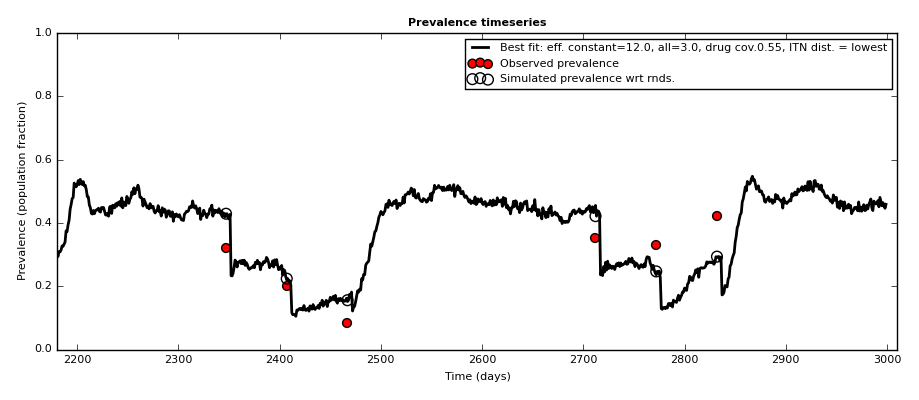 Prevalence timeseries
1.0
0.8
0.6
0.4
0.2
0.0
Prevalence (population fraction)
Best fit: eff. constant=12.0, all=3.0, drug cov.0.55, ITN dist. = lowest
Observed prevalence
Simulated prevalence wrt rnds.
2200 2300 2400 2500 2600 2700 2800 2900 3000
Time (days)